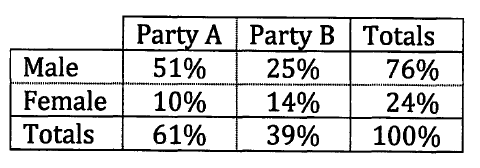 Party A Party B Totals
Male 51% 25% 76%
Female 10% 14% 24%
Totals 61% 39% 100%